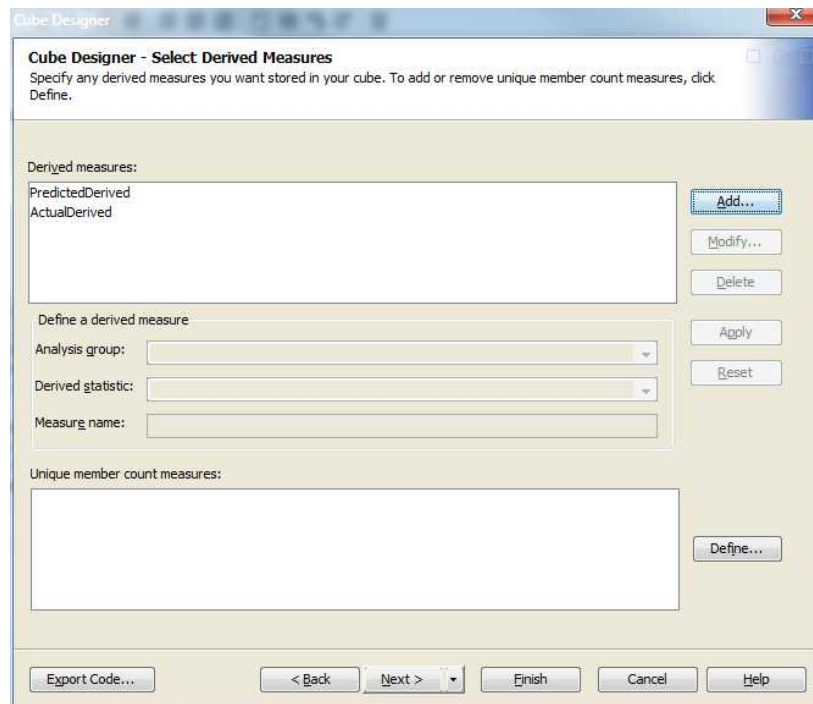 Cube Designer
Cube Designer - Select Derived Measures
Specify any derived measures you want stored in your cube. To add or remove unique member count measures, click
Define.
Derived measures:
PredictedDerived
ActualDerived
Add...
Modify...
Delete
Define a derived measure
Analysis group:
Derived statistic:
Measure name:
Apply
Reset
Unique member count measures:
Define...
Export Code...
< Back
Next >
Finish
Cancel
Help